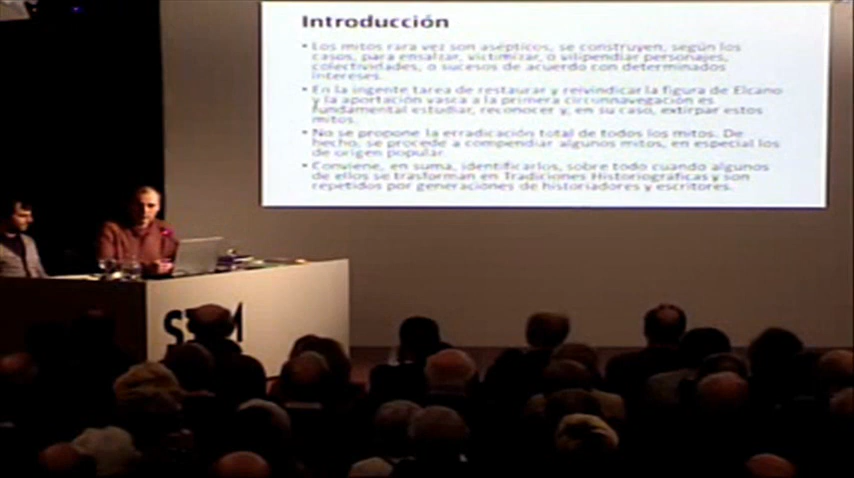 Introducción
• Los mitos rara vez son asépticos, se construyen, según los
casos, para ensalzar, victimizar, o vilipendiar personajes,
colectividades, o sucesos de acuerdo con determinados
intereses.
• En la ingente tarea de restaurar y reivindicar la figura de Elcano
y la aportación vasca a la primera circunnavegación es
fundamental estudiar, reconocer y, en su caso, extirpar estos
mitos.
• No se propone la erradicación total de todos los mitos. De
hecho, se procede a compendiar algunos mitos, en especial los
de origen popular.
• Conviene, en suma, identificarlos, sobre todo cuando algunos
de ellos se trasforman en Tradiciones Historiográficas y son
repetidos por generaciones de historiadores y escritores.